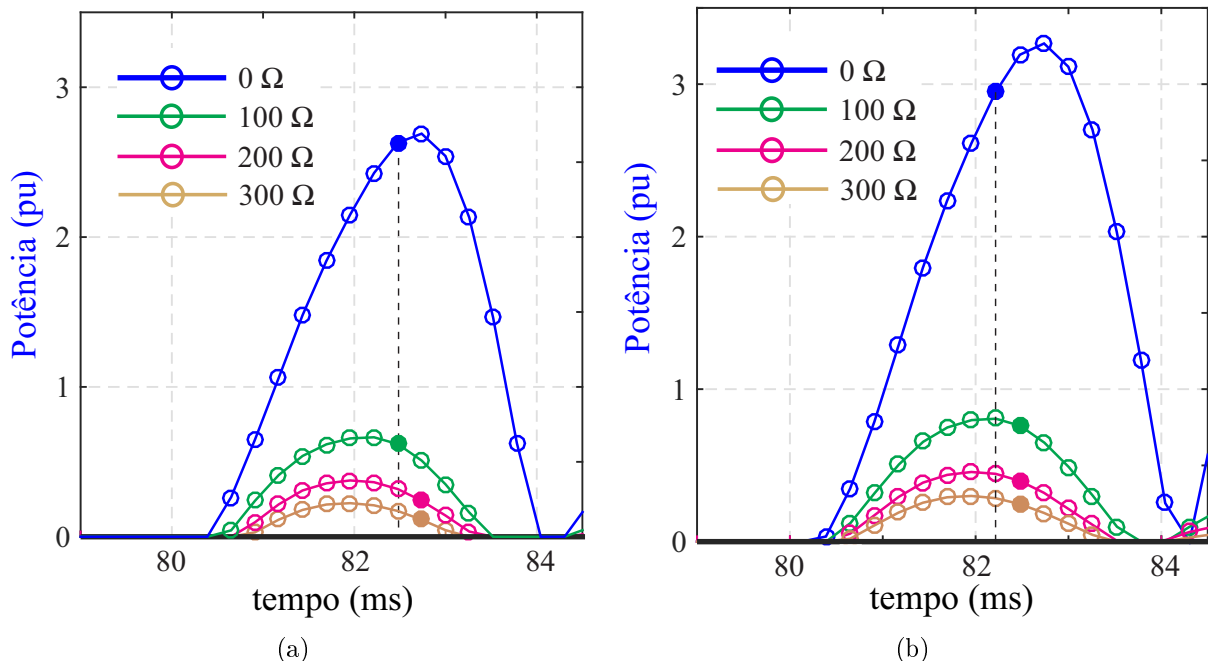 0 Ω
100 Ω
200 Ω
300 Ω
3
2
1
0
Potência (pu)
80
82
84
tempo (ms)
(a)
0 Ω
100 Ω
200 Ω
300 Ω
3
2
1
0
Potência (pu)
80
82
84
tempo (ms)
(b)